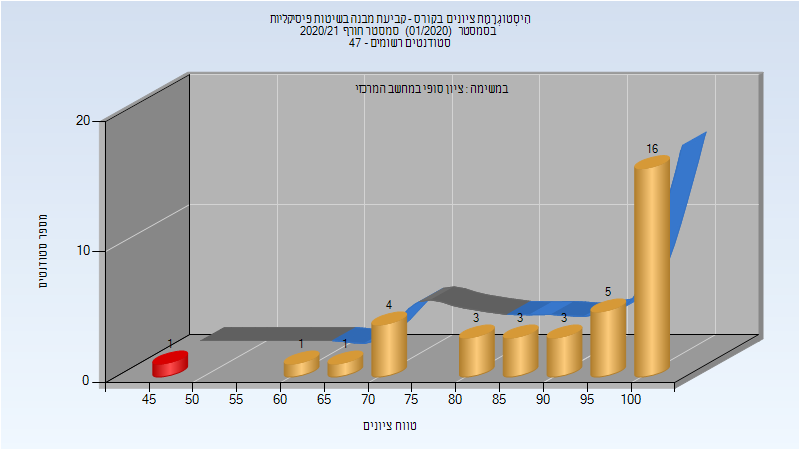 הִיסְטוֹגְרָמַת ציונים בקורס - קביעת מבנה בשיטות פיסיקליות
בסמסטר (01/2020) סמסטר חורף 2020/21
סטודנטים רשומים - 47
במשימה : ציון סופי במחשב המרכזי
20
10
0
מספר סטודנטים
1
1
1
4
3
3
3
5
16
45 50 55 60 65 70 75 80 85 90 95 100
טווח ציונים